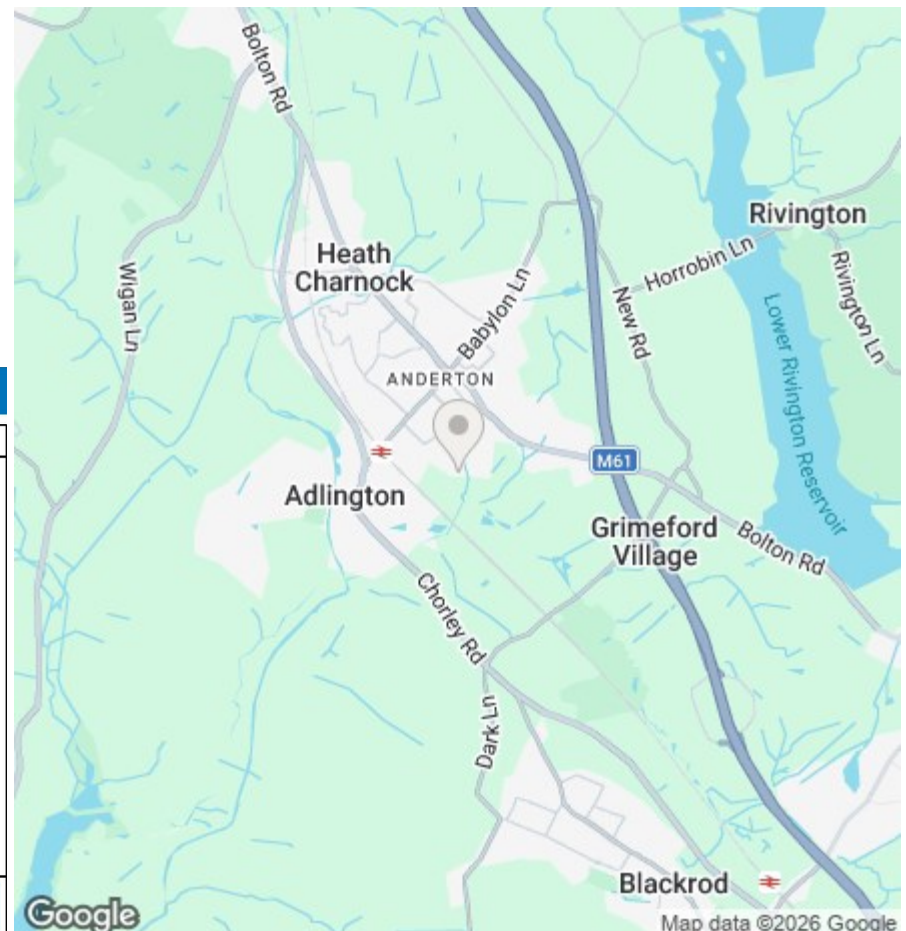 Bolton Rd
Rivington
Heath
Charnock
Horrobin Ln
Wigan Ln
Babylon Ln
New Rd
Rivington Ln
Lower Rivington Reservoir
ANDERTON
M61
Adlington
Grimeford
Village
Bolton Rd
Chorley Rd
Dark Ln
Blackrod
Google
Map data ©2026 Google